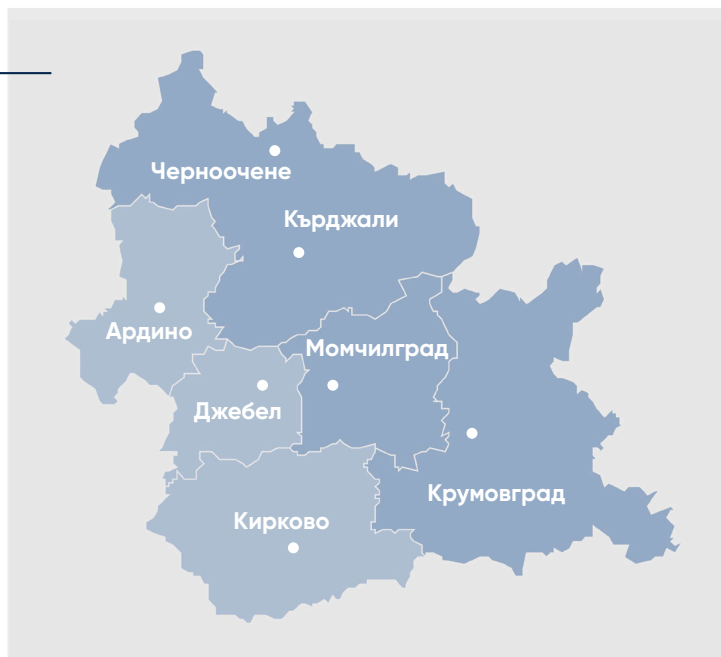 Черноочене
Кърджали
Ардино
Момчилград
Джебел
Крумовград
Кирково